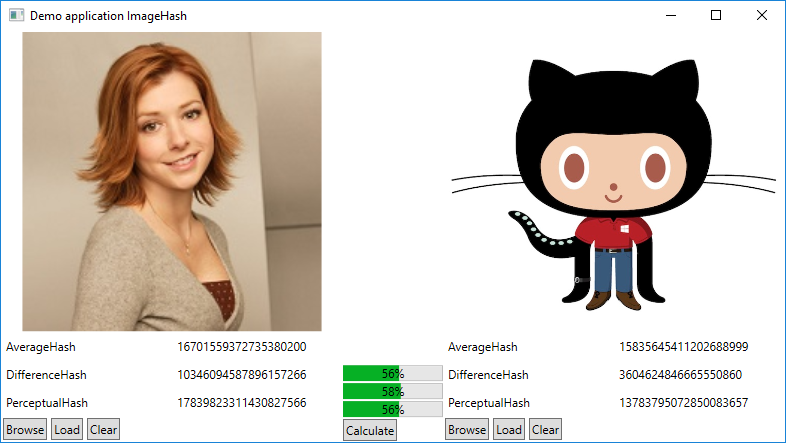 Demo application ImageHash
AverageHash 16701559372735380200
DifferenceHash 10346094587896157266
PerceptualHash 17839823311430827566
Browse Load Clear
56%
58%
56%
Calculate
AverageHash 15835645411202688999
DifferenceHash 3604624846665550860
PerceptualHash 13783795072850083657
Browse Load Clear